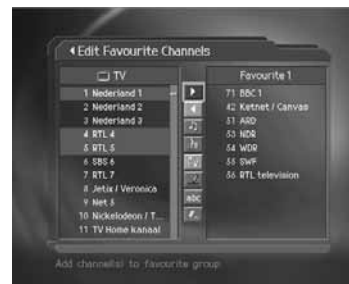 Edit Favourite Channels
TV
1 Nederland 1
2 Nederland 2
3 Nederland 3
4 RTL 4
5 RTL 5
6 SBS 6
7 RTL 7
8 Jetix / Veronica
9 Net 5
10 Nickelodeon / T...
11 TV Home kanaal
abc
Favourite 1
71 BBC 1
42 Ketnet / Canvas
51 ARD
53 NDR
54 WDR
55 SWF
56 RTL television
Add channel(s) to favourite group